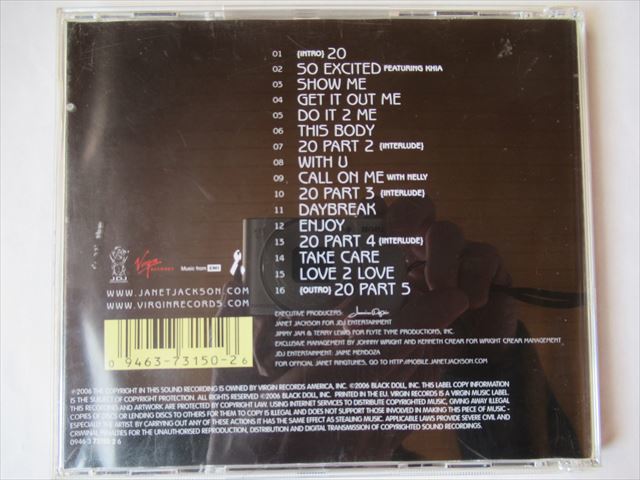 01 {INTRO} 20
02 SO EXCITED FEATURING KHIA
03 SHOW ME
04 GET IT OUT ME
05 DO IT 2 ME
06 THIS BODY
07 20 PART 2 {INTERLUDE}
08 WITH U
09 CALL ON ME WITH NELLY
10 20 PART 3 {INTERLUDE}
11 DAYBREAK
12 ENJOY
13 20 PART 4 {INTERLUDE}
14 TAKE CARE
15 LOVE 2 LOVE
16 {OUTRO} 20 PART 5
JDJ
Virgin RECORDS
Music from EMI
WWW.JANETJACKSON.COM
WWW.VIRGINRECORDS.COM
EXECUTIVE PRODUCERS:
JANET JACKSON FOR JDJ ENTERTAINMENT
JIMMY JAM & TERRY LEWIS FOR FLYTE TYME PRODUCTIONS, INC.
EXCLUSIVE MANAGEMENT BY JOHNNY WRIGHT AND KENNETH CREAR FOR WRIGHT CREAR MANAGEMENT
JDJ ENTERTAINMENT: JAIME MENDOZA
FOR OFFICIAL JANET RINGTUNES, GO TO HTTP://MOBILE.JANETJACKSON.COM
0 9463-73150-2 6
℗2006 THE COPYRIGHT IN THIS SOUND RECORDING IS OWNED BY VIRGIN RECORDS AMERICA, INC. ©2006 BLACK DOLL, INC. THIS LABEL COPY INFORMATION
IS THE SUBJECT OF COPYRIGHT PROTECTION. ALL RIGHTS RESERVED ©2006 BLACK DOLL, INC. PRINTED IN THE EU. VIRGIN RECORDS IS A VIRGIN MUSIC LABEL.
THIS RECORDING AND ARTWORK ARE PROTECTED BY COPYRIGHT LAW. USING INTERNET SERVICES TO DISTRIBUTE COPYRIGHTED MUSIC, GIVING AWAY ILLEGAL
COPIES OF DISCS OR LENDING DISCS TO OTHERS FOR THEM TO COPY IS ILLEGAL AND DOES NOT SUPPORT THOSE INVOLVED IN MAKING THIS PIECE OF MUSIC -
ESPECIALLY THE ARTIST. BY CARRYING OUT ANY OF THESE ACTIONS IT HAS THE SAME EFFECT AS STEALING MUSIC. APPLICABLE LAWS PROVIDE SEVERE CIVIL AND
CRIMINAL PENALTIES FOR THE UNAUTHORISED REPRODUCTION, DISTRIBUTION AND DIGITAL TRANSMISSION OF COPYRIGHTED SOUND RECORDINGS.
0946 3 73150 2 6